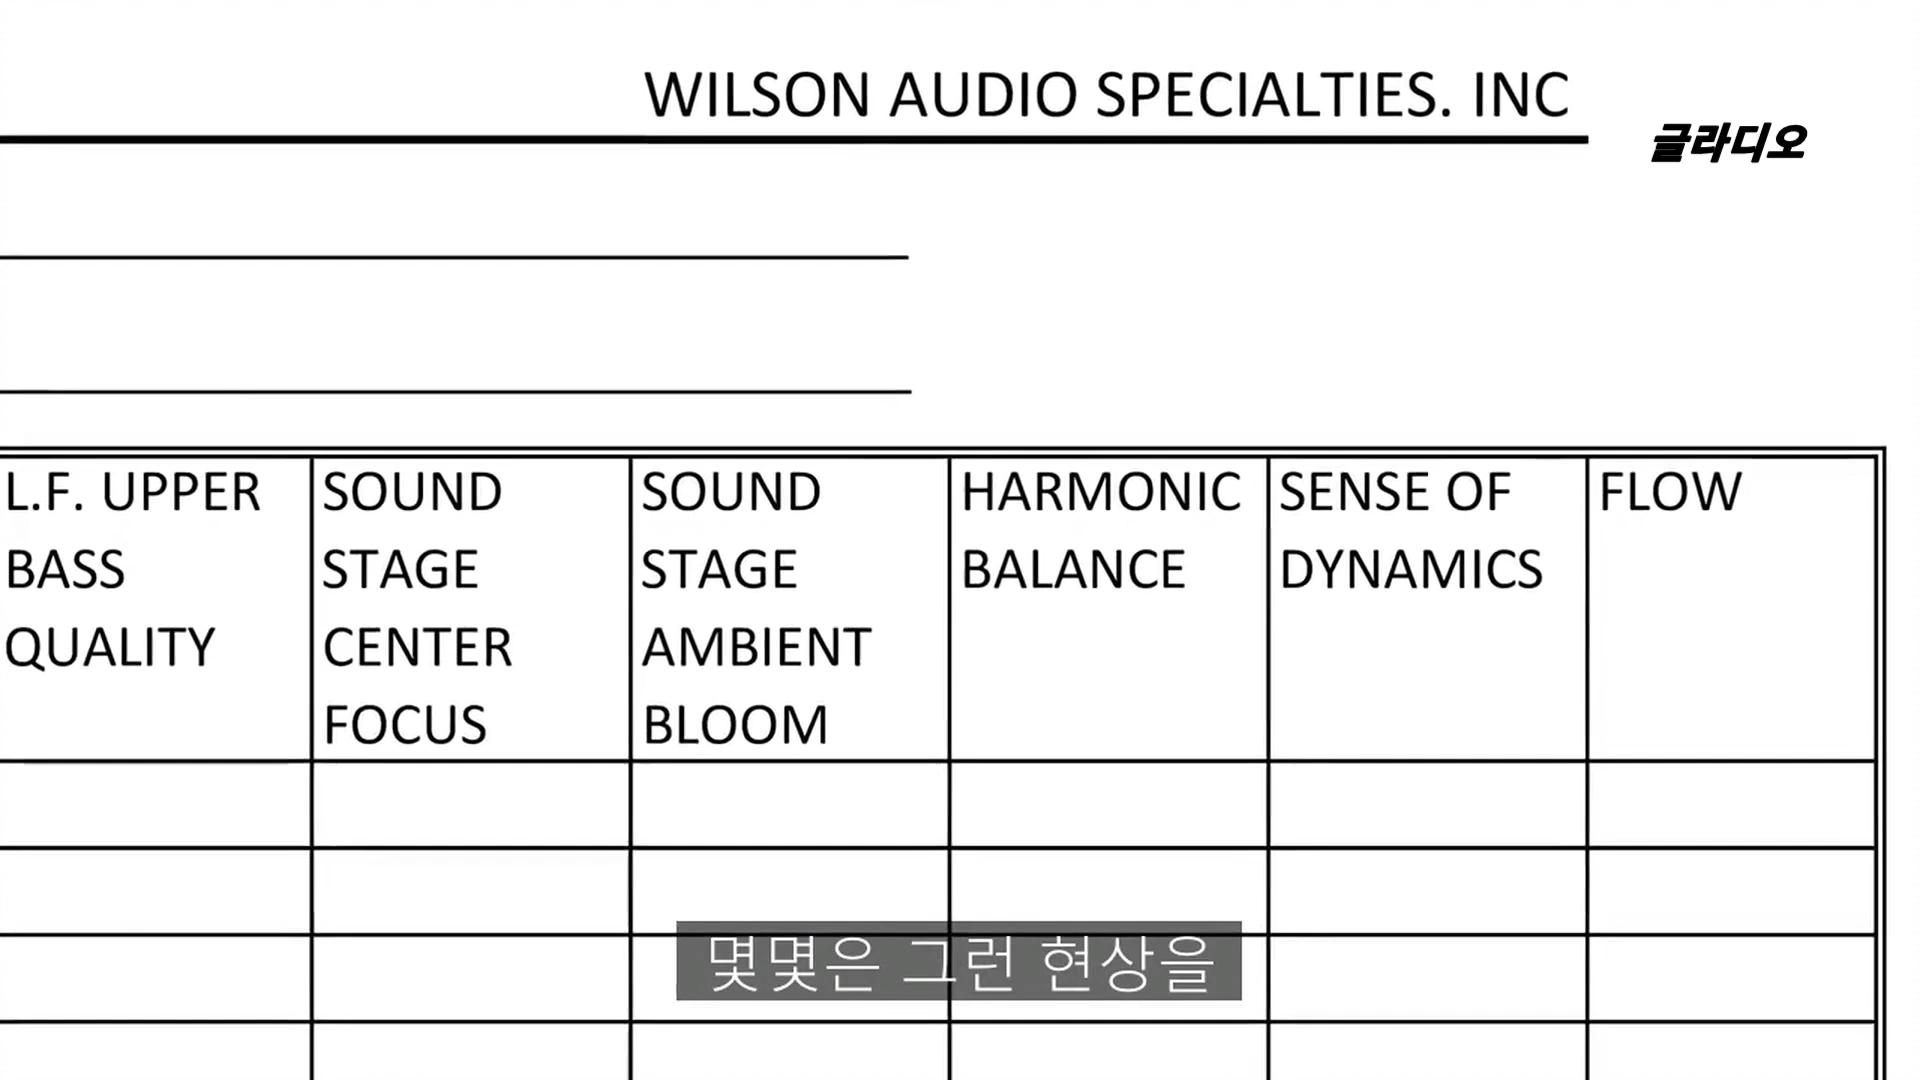 WILSON AUDIO SPECIALTIES. INC
글라디오
L.F. UPPER
BASS
QUALITY
SOUND
STAGE
CENTER
FOCUS
SOUND
STAGE
AMBIENT
BLOOM
HARMONIC
BALANCE
SENSE OF
DYNAMICS
FLOW
몇몇은 그런 현상을